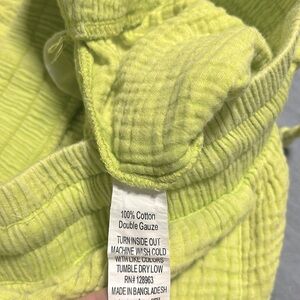 100% Cotton
Double Gauze
TURN INSIDE OUT
MACHINE WASH COLD
WITH LIKE COLORS
TUMBLE DRY LOW
RN# 128963
MADE IN BANGLADESH